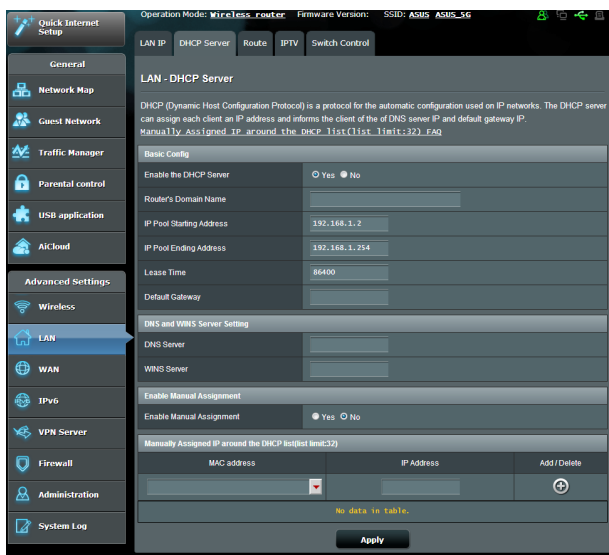 Operation Mode: Wireless router Firmware Version: SSID: ASUS ASUS_5G
Quick Internet
Setup
LAN IP DHCP Server Route IPTV Switch Control
General
Network Map
Guest Network
Traffic Manager
Parental control
USB application
AiCloud
Advanced Settings
Wireless
LAN
WAN
IPv6
VPN Server
Firewall
Administration
System Log
LAN - DHCP Server
DHCP (Dynamic Host Configuration Protocol) is a protocol for the automatic configuration used on IP networks. The DHCP server
can assign each client an IP address and informs the client of the of DNS server IP and default gateway IP.
Manually Assigned IP around the DHCP list(list limit:32) FAQ
Basic Config
Enable the DHCP Server Yes No
Router's Domain Name
IP Pool Starting Address 192.168.1.2
IP Pool Ending Address 192.168.1.254
Lease Time 86400
Default Gateway
DNS and WINS Server Setting
DNS Server
WINS Server
Enable Manual Assignment
Enable Manual Assignment Yes No
Manually Assigned IP around the DHCP list(list limit:32)
MAC address IP Address Add / Delete
No data in table.
Apply